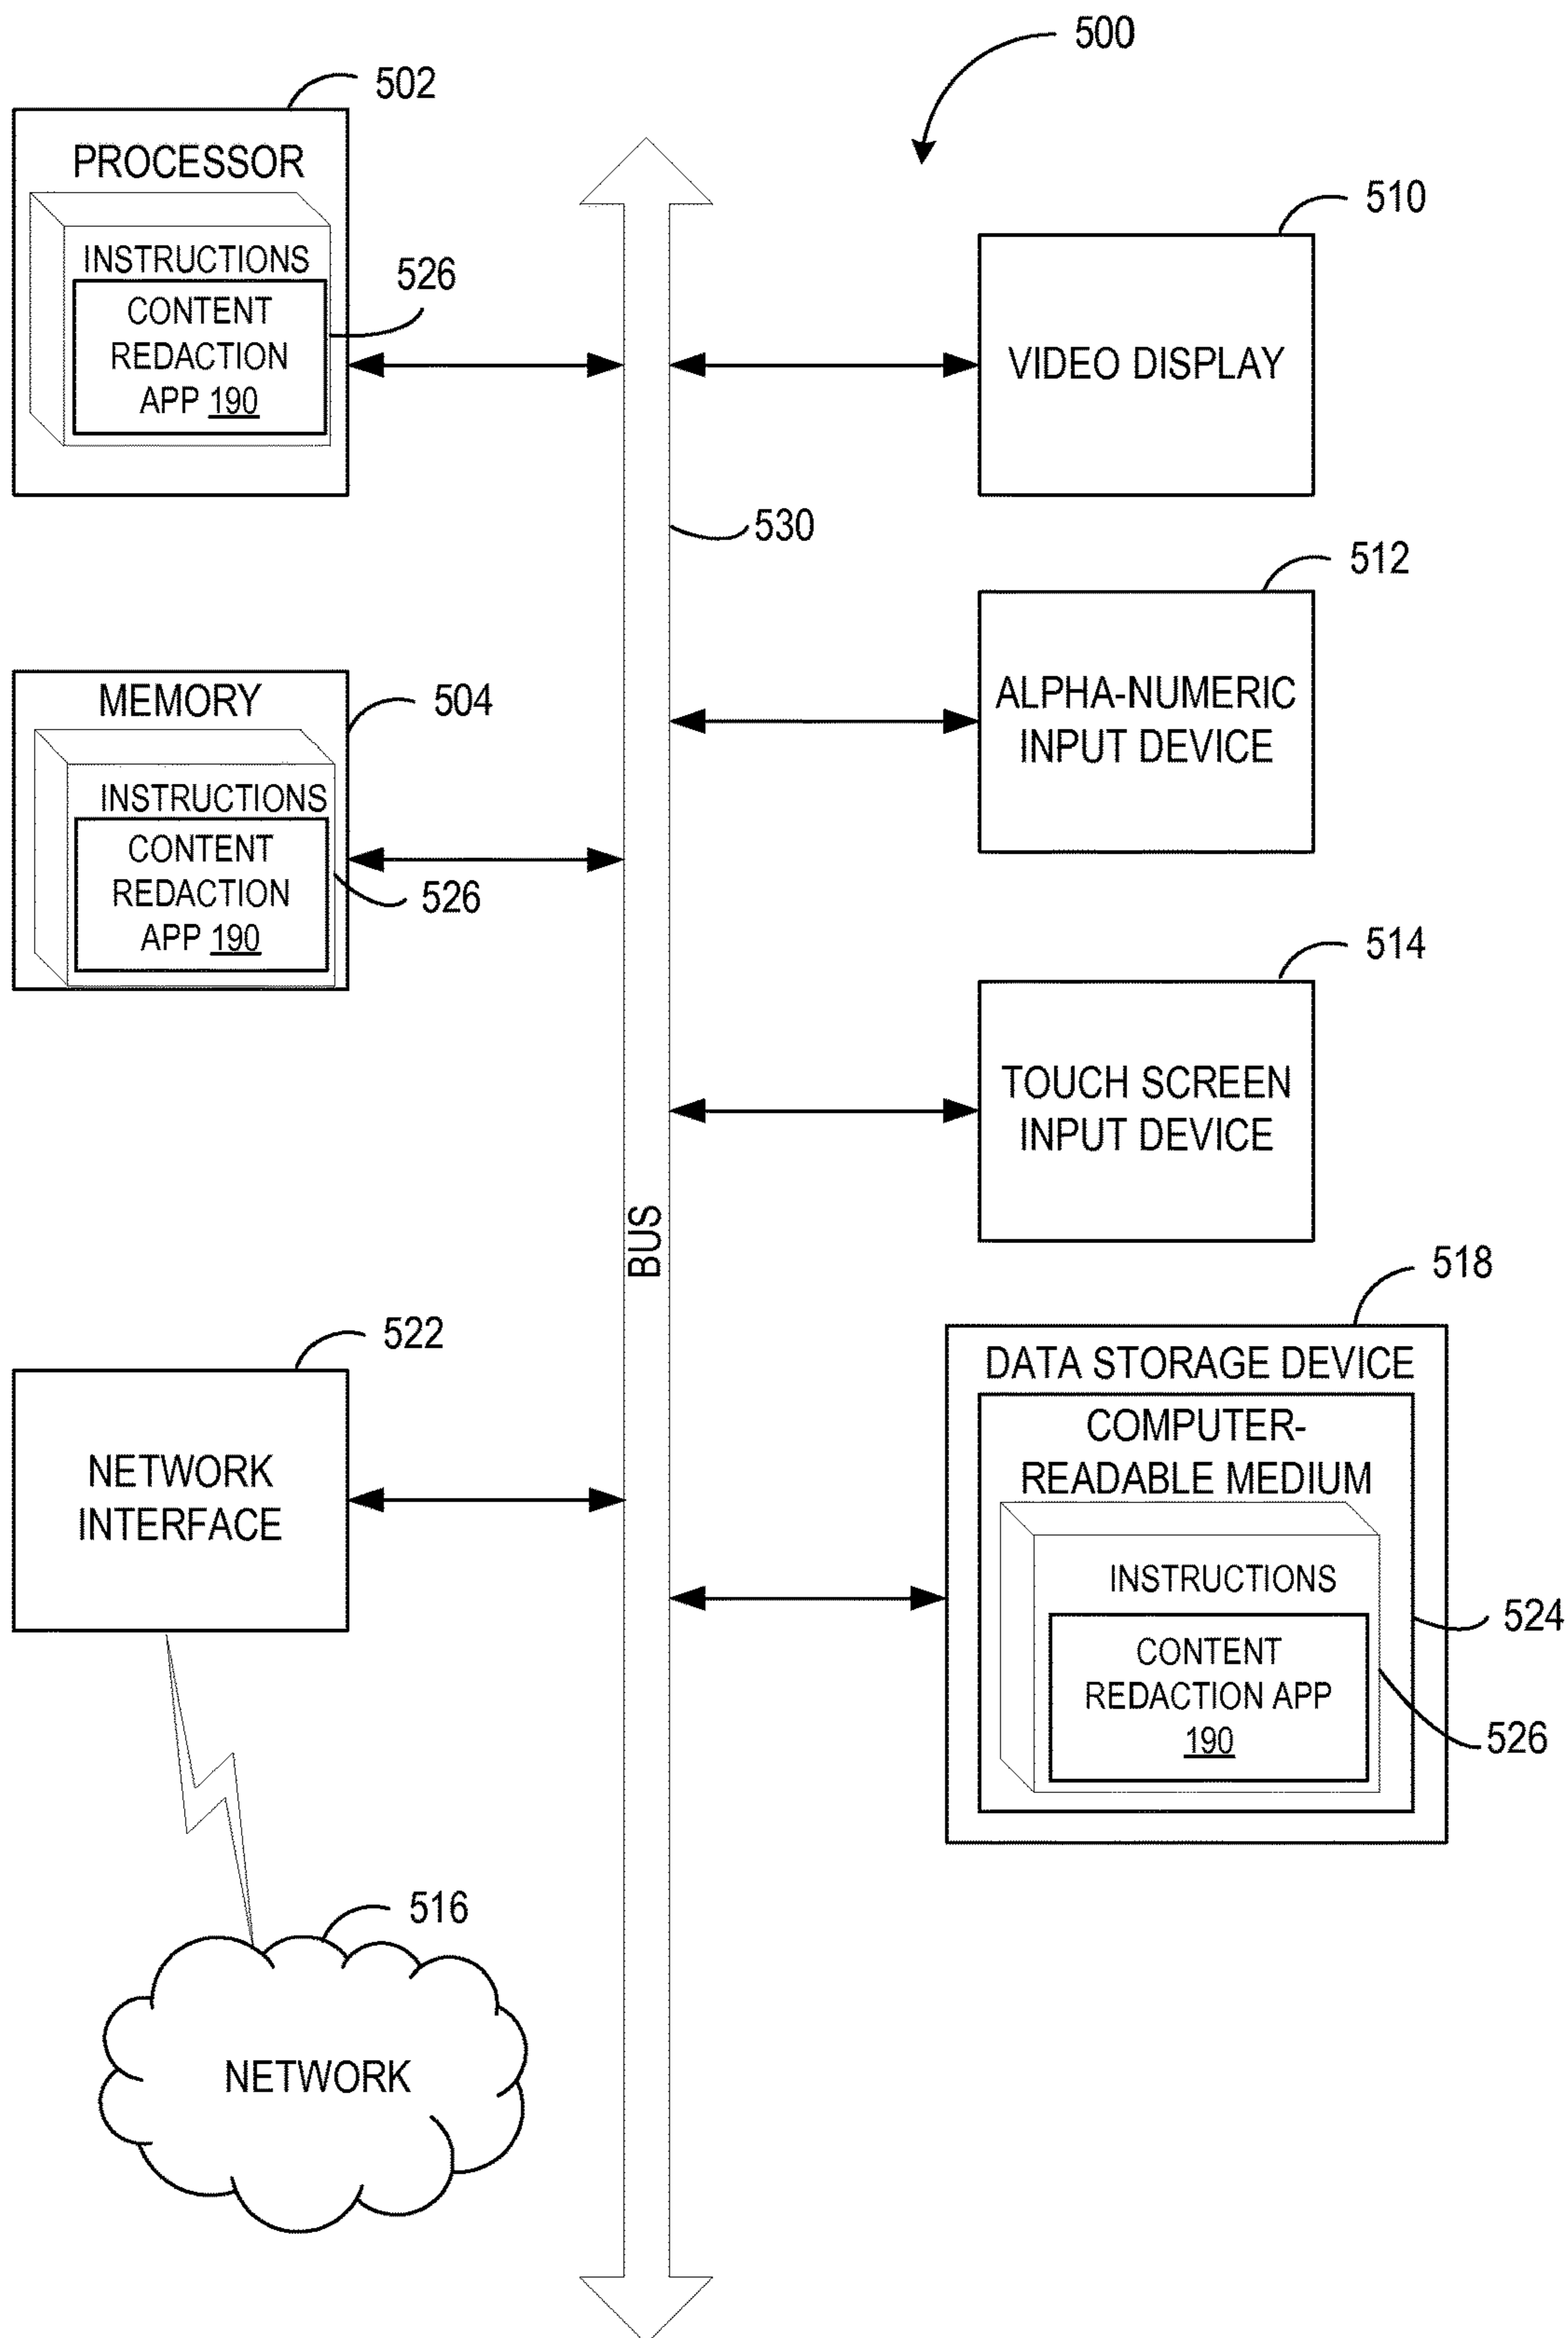 500
502
PROCESSOR
INSTRUCTIONS
526
CONTENT
REDACTION
APP 190
510
VIDEO DISPLAY
530
512
ALPHA-NUMERIC
INPUT DEVICE
MEMORY
504
INSTRUCTIONS
CONTENT
REDACTION
APP 190
526
514
TOUCH SCREEN
INPUT DEVICE
BUS
522
NETWORK
INTERFACE
518
DATA STORAGE DEVICE
COMPUTER-
READABLE MEDIUM
INSTRUCTIONS
524
CONTENT
REDACTION APP
190
526
516
NETWORK